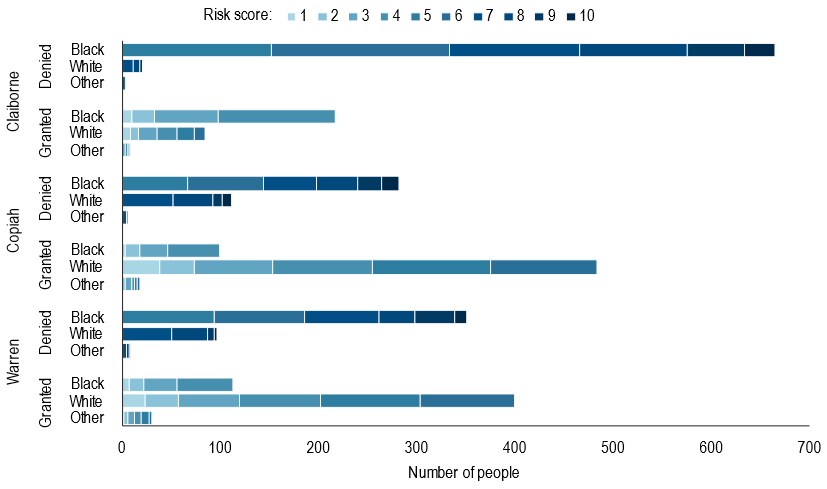 Risk score: 1 2 3 4 5 6 7 8 9 10
Claiborne
Denied
Black
White
Other
Granted
Black
White
Other
Copiah
Denied
Black
White
Other
Granted
Black
White
Other
Warren
Denied
Black
White
Other
Granted
Black
White
Other
0 100 200 300 400 500 600 700
Number of people